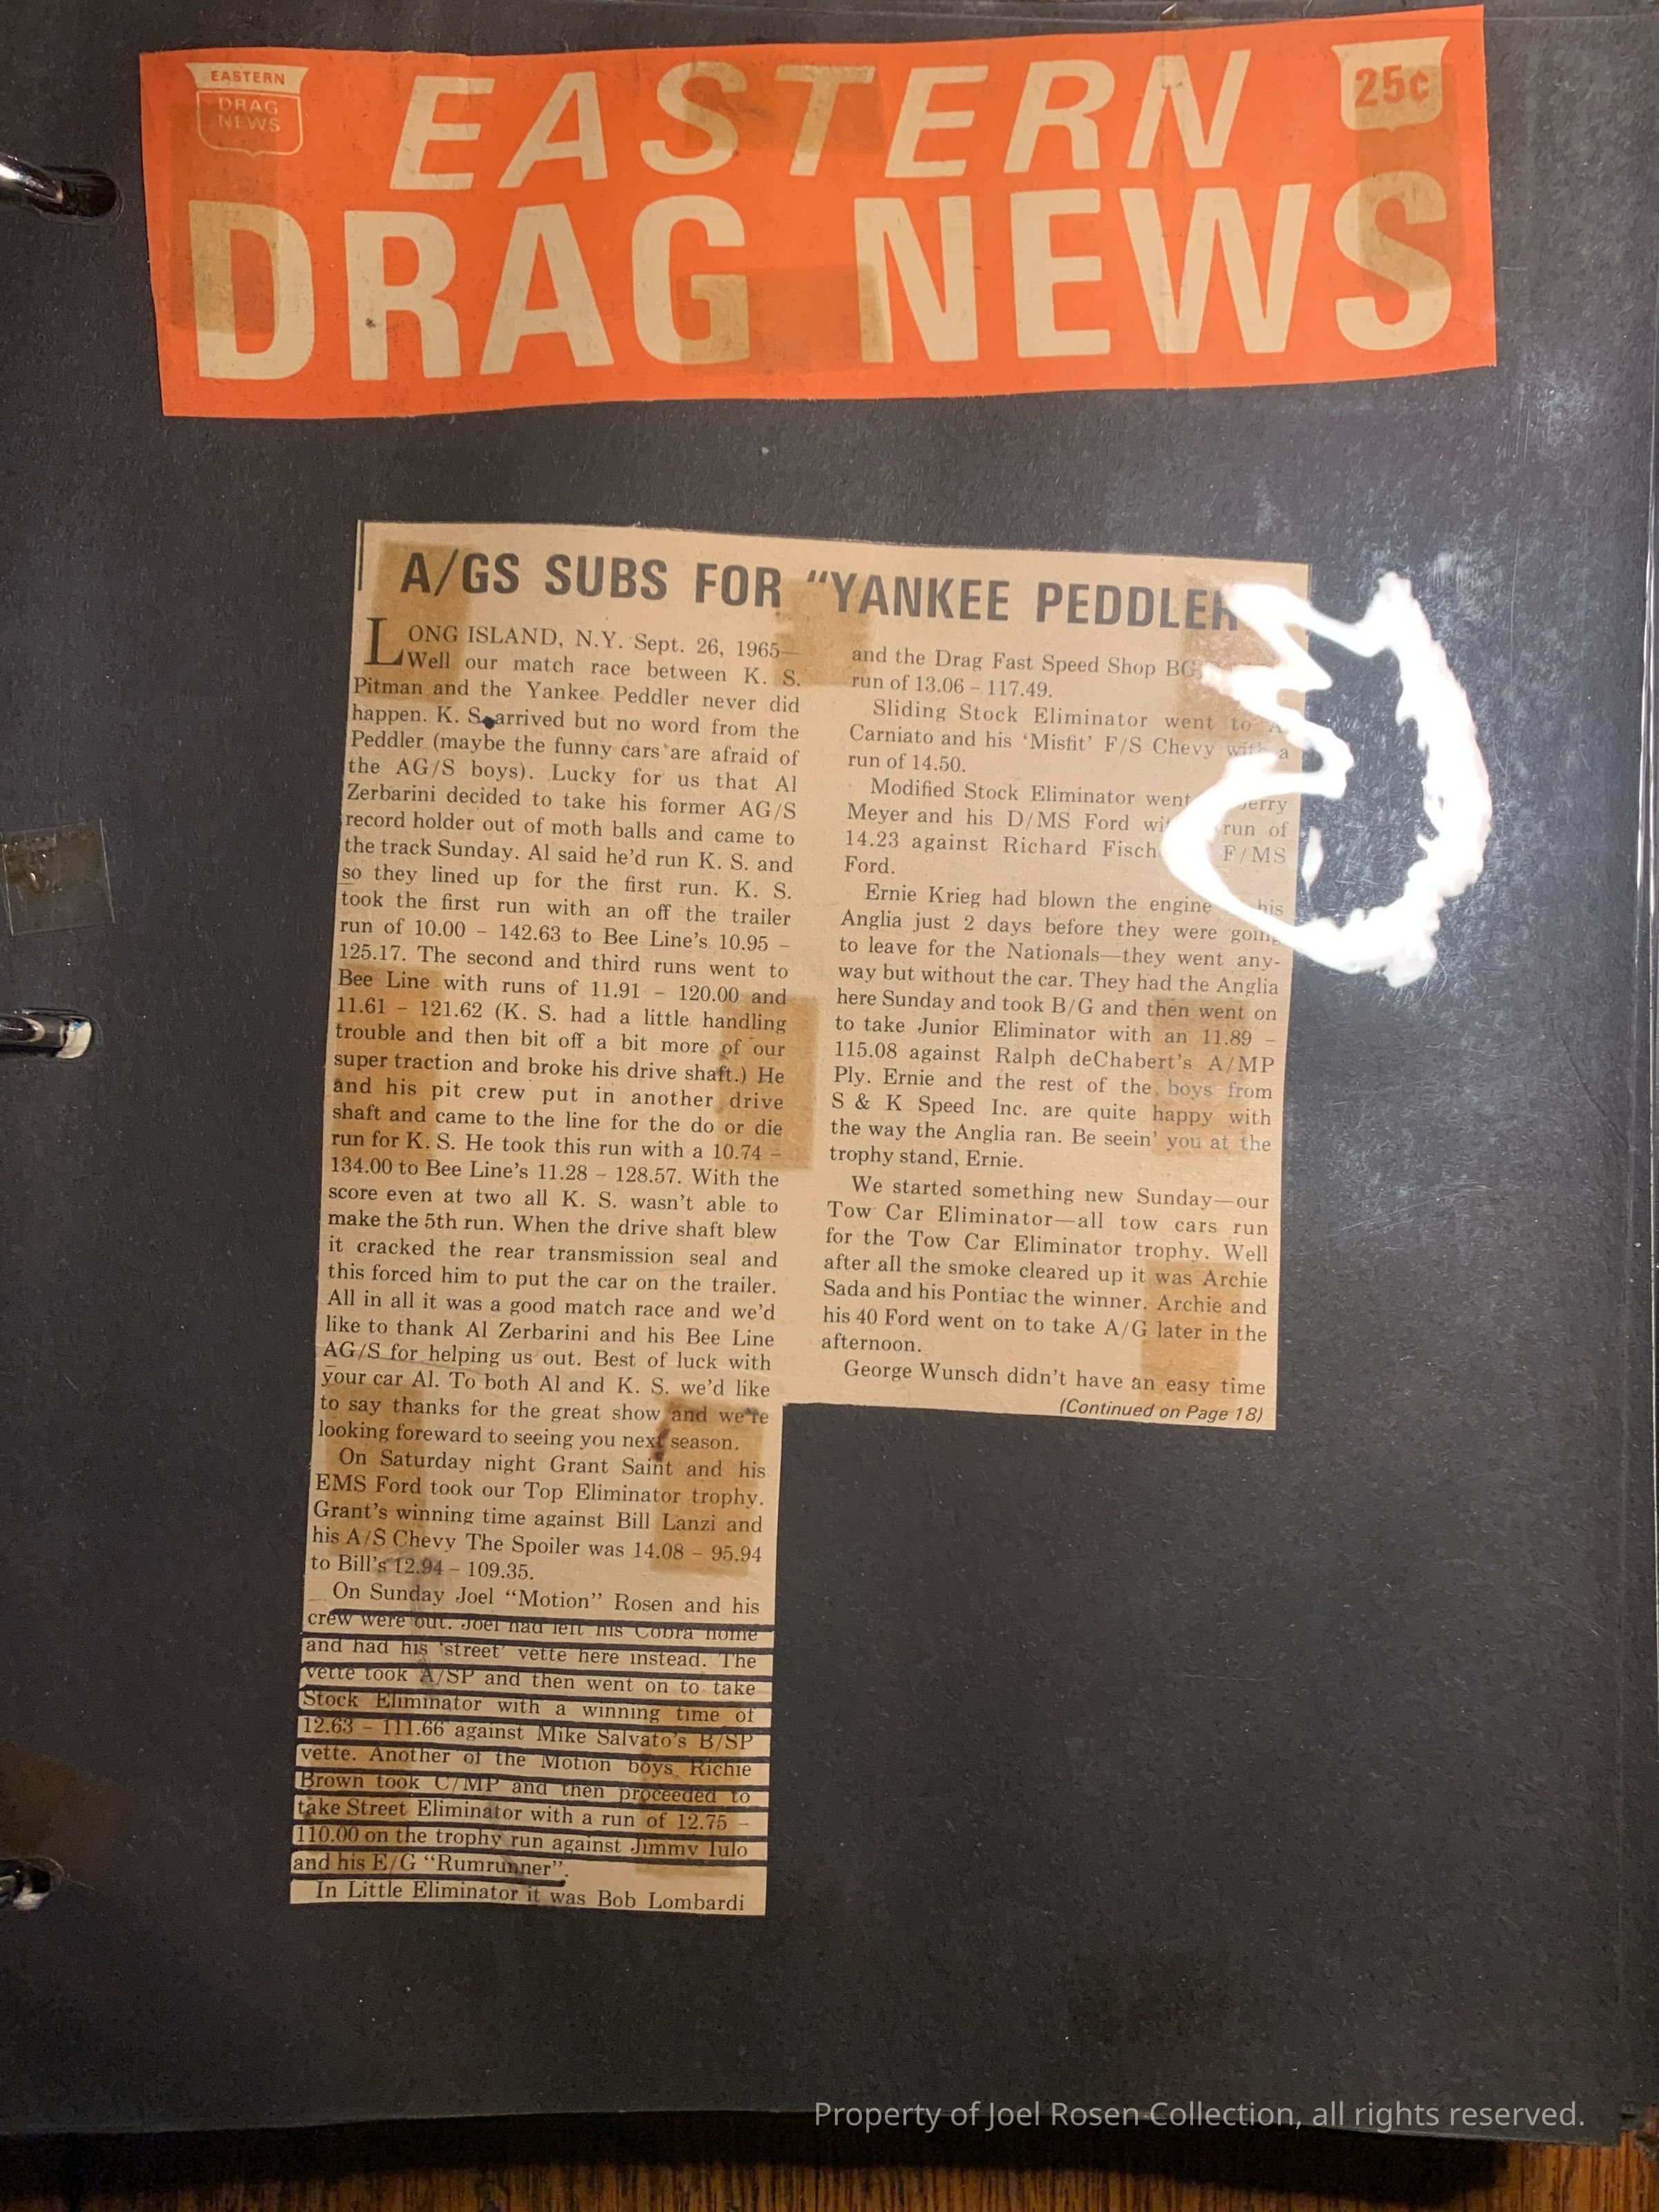 EASTERN
DRAG
NEWS
EASTERN
25¢
DRAG NEWS
A/GS SUBS FOR "YANKEE PEDDLER
LONG ISLAND, N.Y. Sept. 26, 1965—
Well our match race between K. S.
Pitman and the Yankee Peddler never did
happen. K. S. arrived but no word from the
Peddler (maybe the funny cars are afraid of
the AG/S boys). Lucky for us that Al
Zerbarini decided to take his former AG/S
record holder out of moth balls and came to
the track Sunday. Al said he'd run K. S. and
so they lined up for the first run. K. S.
took the first run with an off the trailer
run of 10.00 – 142.63 to Bee Line's 10.95 –
125.17. The second and third runs went to
Bee Line with runs of 11.91 – 120.00 and
11.61 – 121.62 (K. S. had a little handling
trouble and then bit off a bit more of our
super traction and broke his drive shaft.) He
and his pit crew put in another drive
shaft and came to the line for the do or die
run for K. S. He took this run with a 10.74 –
134.00 to Bee Line's 11.28 – 128.57. With the
score even at two all K. S. wasn't able to
make the 5th run. When the drive shaft blew
it cracked the rear transmission seal and
this forced him to put the car on the trailer.
All in all it was a good match race and we'd
like to thank Al Zerbarini and his Bee Line
AG/S for helping us out. Best of luck with
your car Al. To both Al and K. S. we'd like
to say thanks for the great show and we're
looking foreward to seeing you next season.
On Saturday night Grant Saint and his
EMS Ford took our Top Eliminator trophy.
Grant's winning time against Bill Lanzi and
his A/S Chevy The Spoiler was 14.08 – 95.94
to Bill's 12.94 – 109.35.
On Sunday Joel "Motion" Rosen and his
crew were out. Joel had left his Cobra home
and had his 'street' vette here instead. The
vette took A/SP and then went on to take
Stock Eliminator with a winning time of
12.63 – 111.66 against Mike Salvato's B/SP
vette. Another of the Motion boys Richie
Brown took C/MP and then proceeded to
take Street Eliminator with a run of 12.75 –
110.00 on the trophy run against Jimmy Iulo
and his E/G "Rumrunner".
In Little Eliminator it was Bob Lombardi
and the Drag Fast Speed Shop BG
run of 13.06 – 117.49.
Sliding Stock Eliminator went to A
Carniato and his 'Misfit' F/S Chevy with a
run of 14.50.
Modified Stock Eliminator went Jerry
Meyer and his D/MS Ford run of
14.23 against Richard F/MS
Ford.
Ernie Krieg had blown the engine his
Anglia just 2 days before they were going
to leave for the Nationals—they went any-
way but without the car. They had the Anglia
here Sunday and took B/G and then went on
to take Junior Eliminator with an 11.89 –
115.08 against Ralph deChabert's A/MP
Ply. Ernie and the rest of the boys from
S & K Speed Inc. are quite happy with
the way the Anglia ran. Be seein' you at the
trophy stand, Ernie.
We started something new Sunday—our
Tow Car Eliminator—all tow cars run
for the Tow Car Eliminator trophy. Well
after all the smoke cleared up it was Archie
Sada and his Pontiac the winner. Archie and
his 40 Ford went on to take A/G later in the
afternoon.
George Wunsch didn't have an easy time
(Continued on Page 18)
Property of Joel Rosen Collection, all rights reserved.